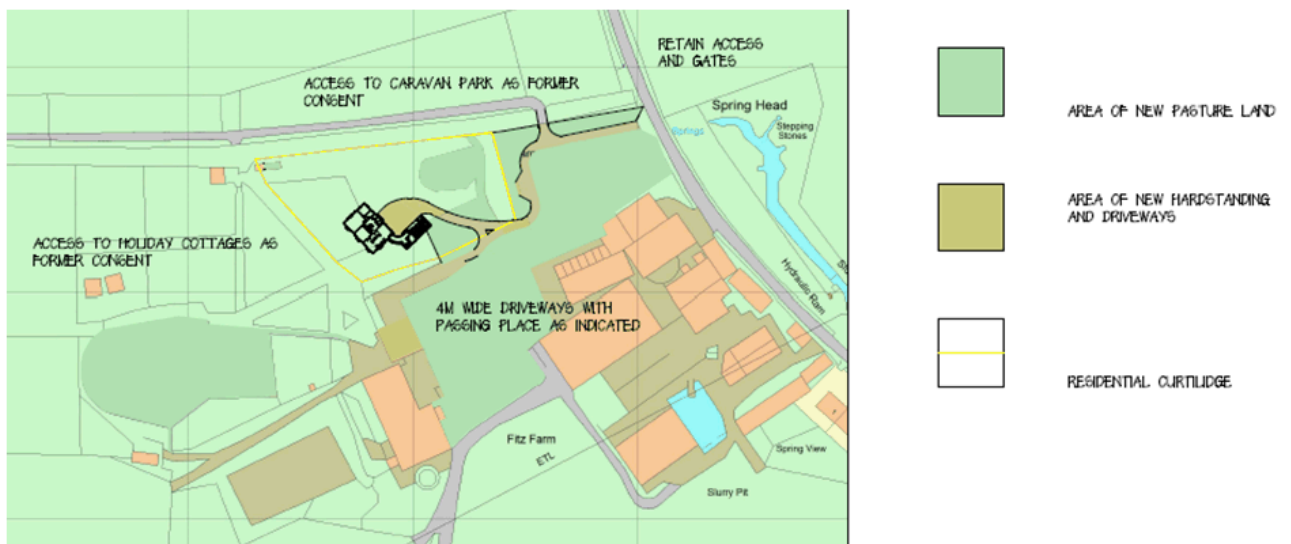 RETAIN ACCESS
AND GATES
ACCESS TO CARAVAN PARK AS FORMER
CONSENT
Spring Head
Springs
Stepping
Stones
AREA OF NEW PASTURE LAND
AREA OF NEW HARDSTANDING
AND DRIVEWAYS
ACCESS TO HOLIDAY COTTAGES AS
FORMER CONSENT
Hydraulic Ram
4M WIDE DRIVEWAYS WITH
PASSING PLACE AS INDICATED
RESIDENTIAL CURTILIDGE
Fitz Farm
ETL
Spring View
Slurry Pit